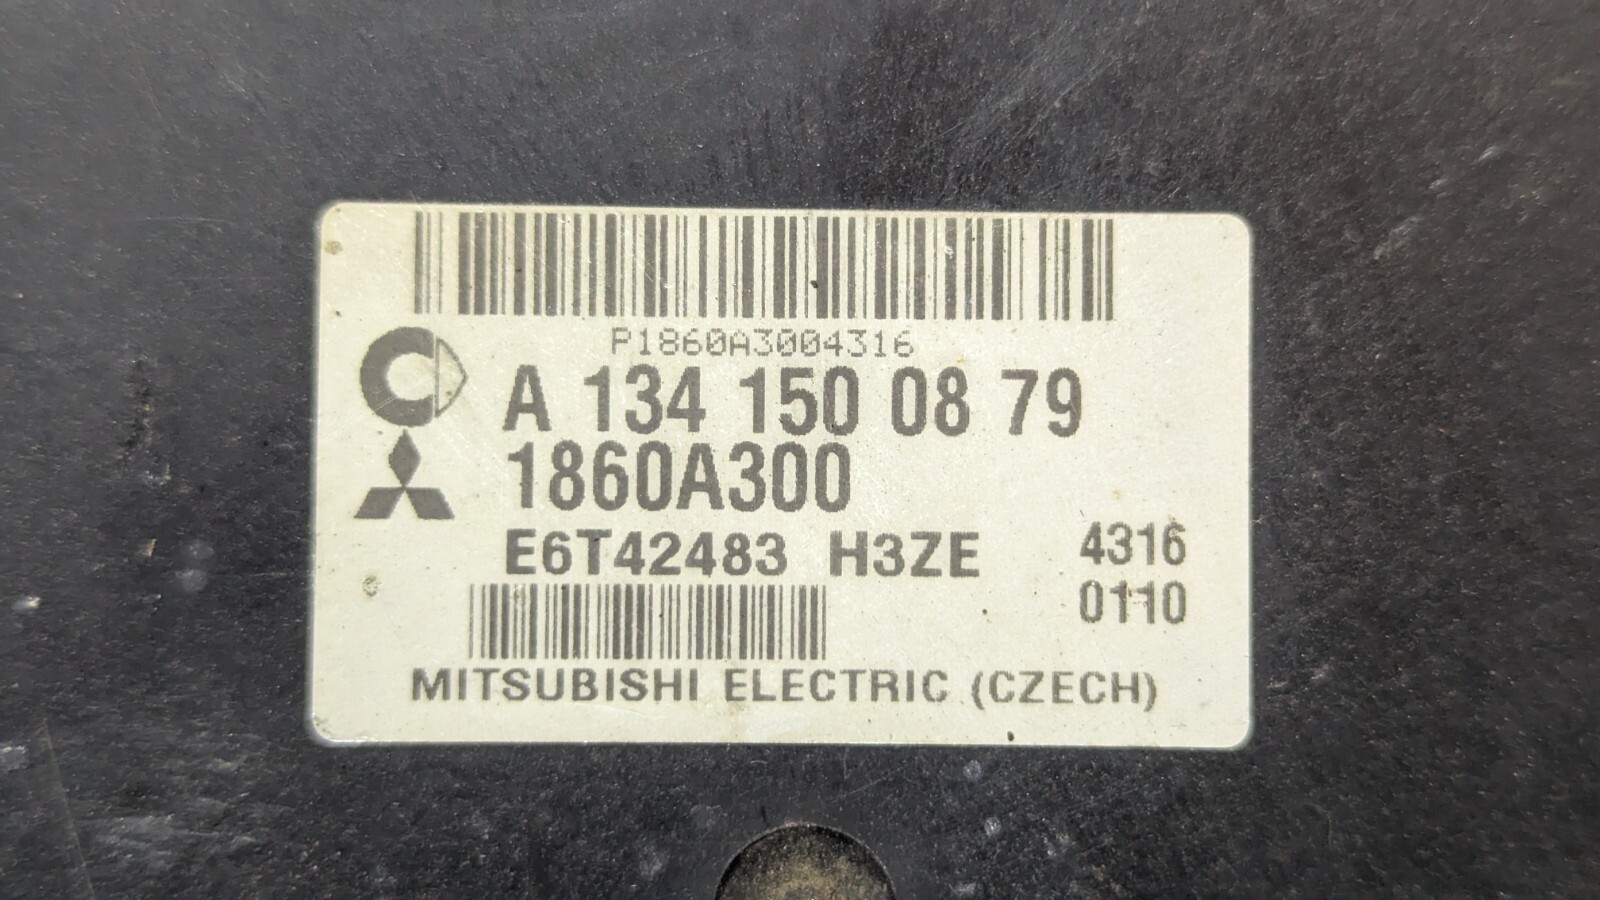 P1860A3004316
A 134 150 08 79
1860A300
E6T42483 H3ZE 4316
0110
MITSUBISHI ELECTRIC (CZECH)